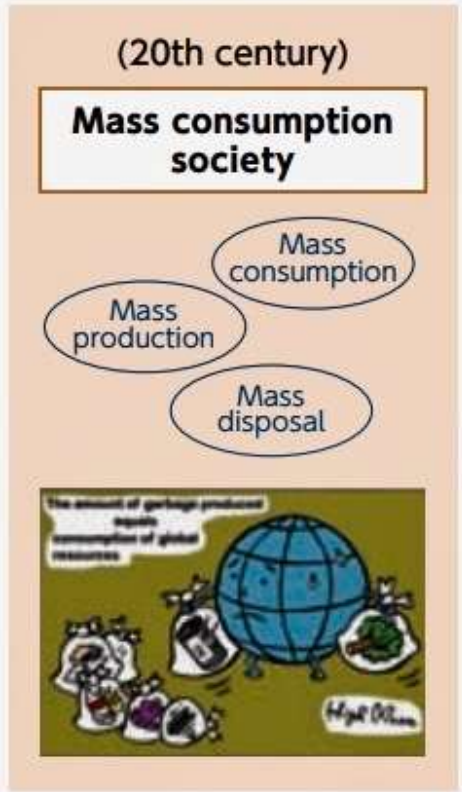 (20th century)
Mass consumption
society
Mass
consumption
Mass
production
Mass
disposal
The amount of garbage produced
equals
consumption of global
resources